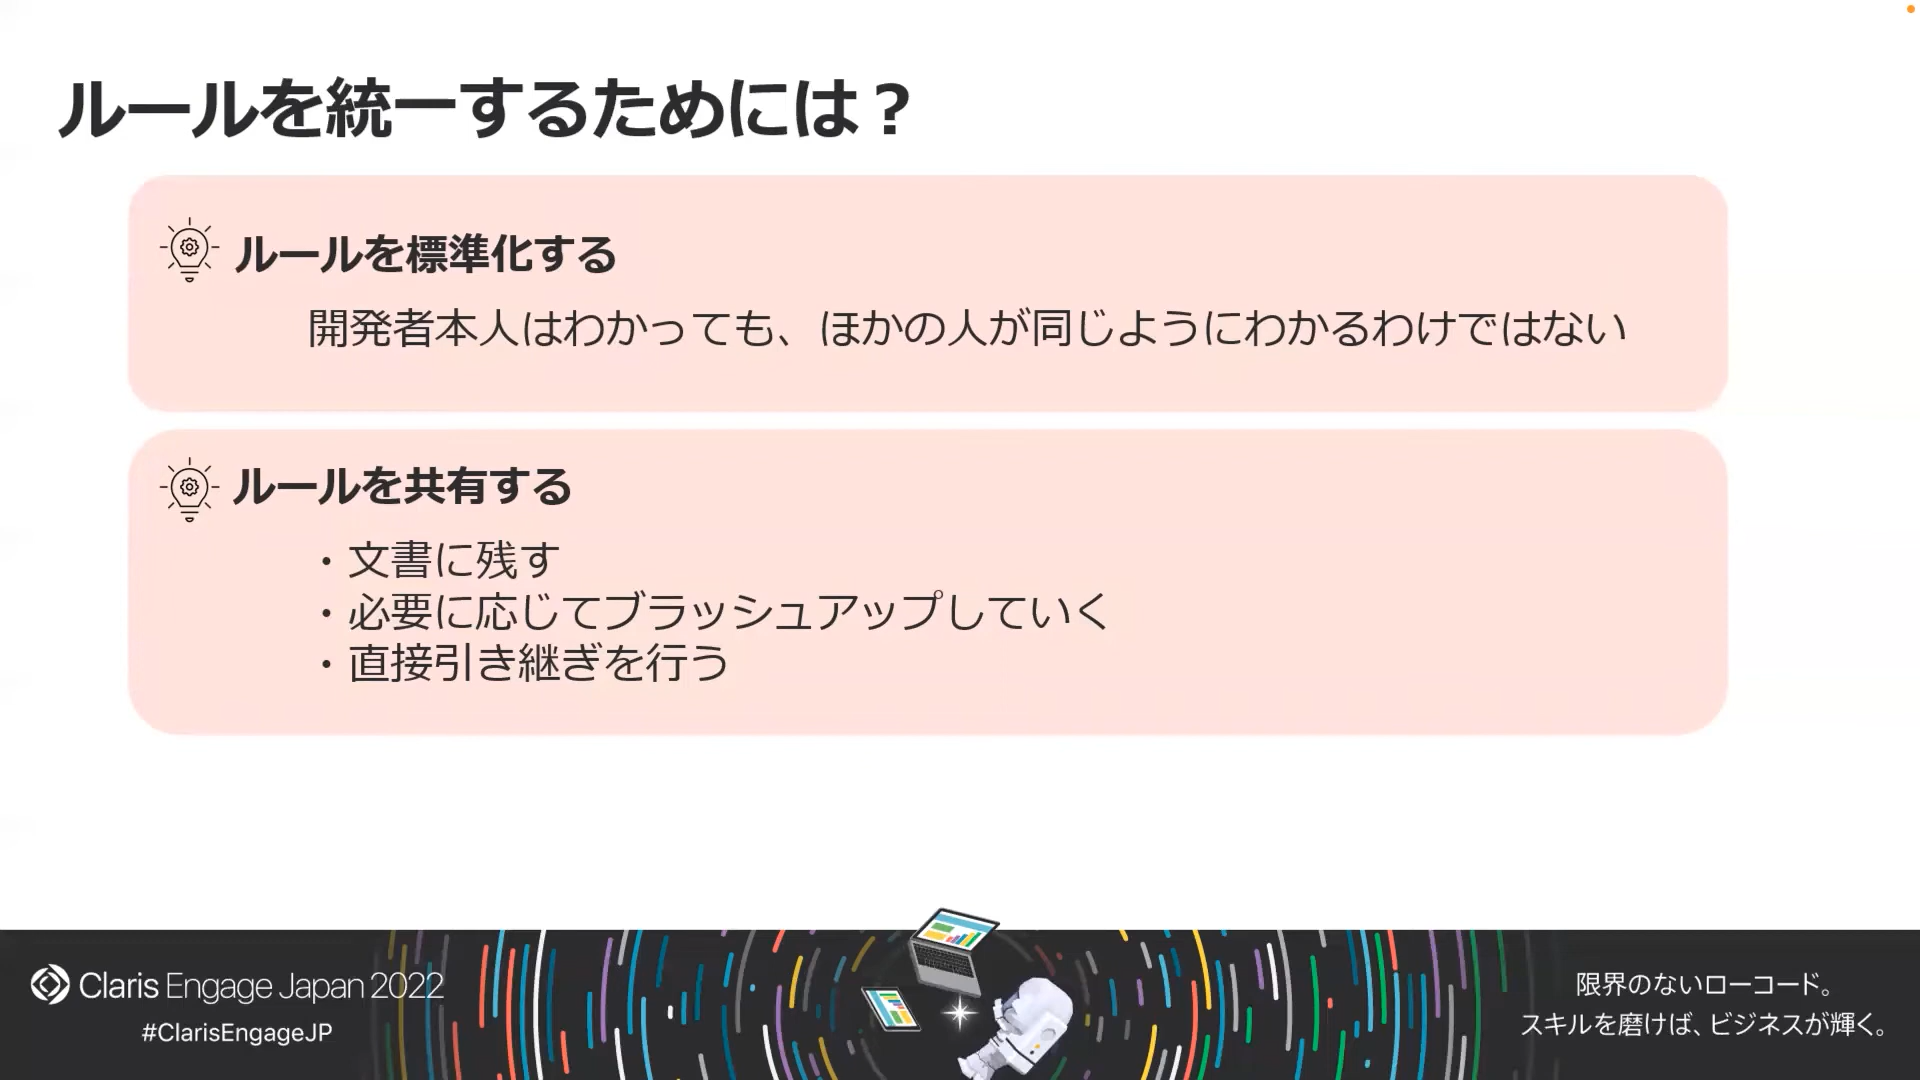 ルールを統一するためには？
ルールを標準化する
開発者本人はわかっても、ほかの人が同じようにわかるわけではない
ルールを共有する
・文書に残す
・必要に応じてブラッシュアップしていく
・直接引き継ぎを行う
Claris Engage Japan 2022
#ClarisEngageJP
限界のないローコード。
スキルを磨けば、ビジネスが輝く。